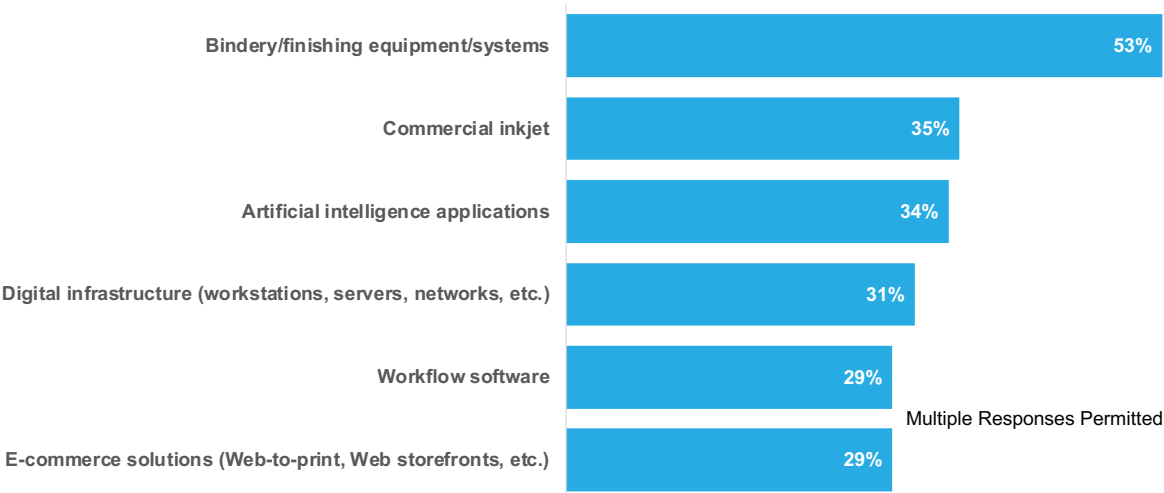 Bindery/finishing equipment/systems 53%
Commercial inkjet 35%
Artificial intelligence applications 34%
Digital infrastructure (workstations, servers, networks, etc.) 31%
Workflow software 29%
Multiple Responses Permitted
E-commerce solutions (Web-to-print, Web storefronts, etc.) 29%